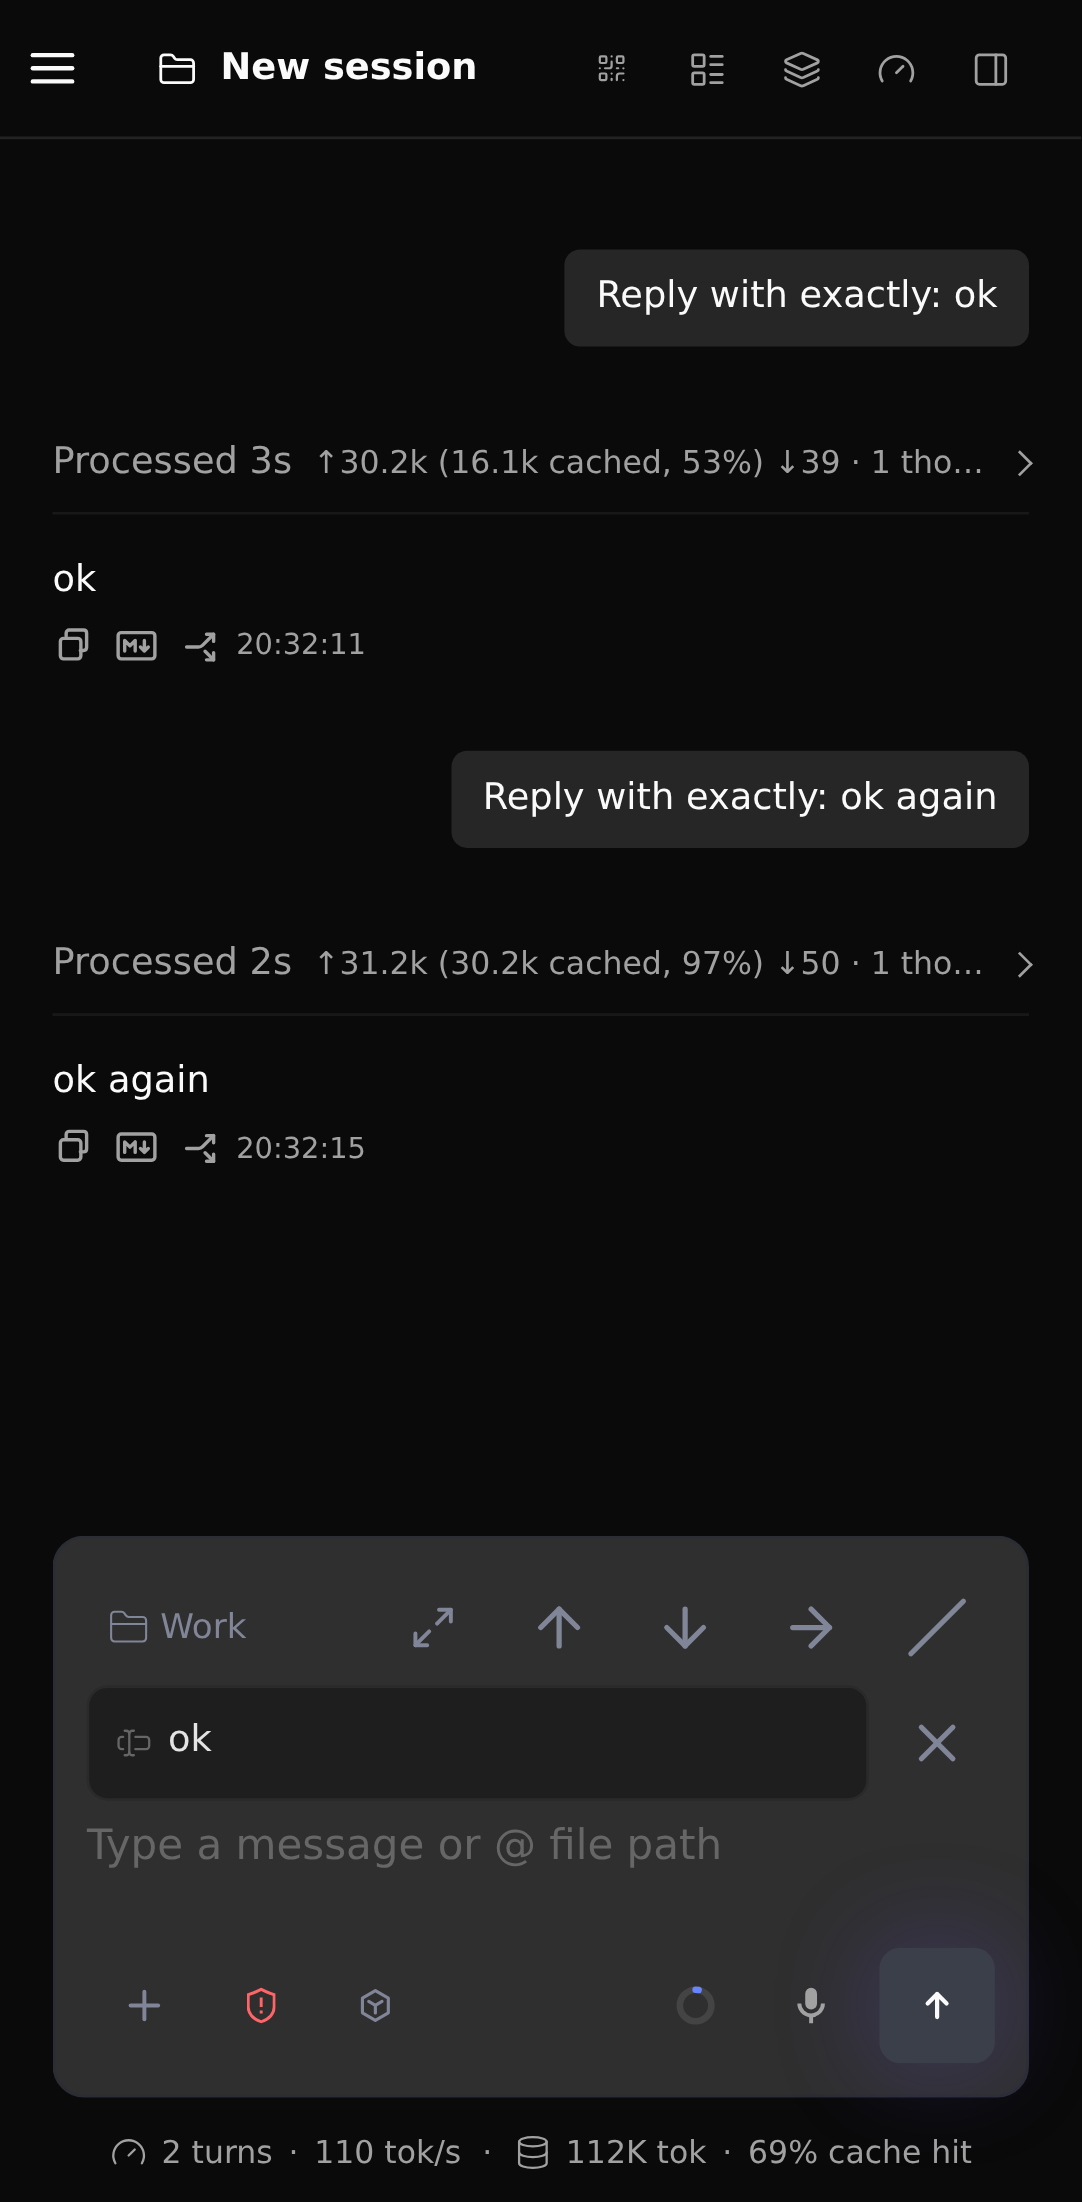 New session
Reply with exactly: ok
Processed 3s ↑30.2k (16.1k cached, 53%) ↓39 · 1 tho…
ok
20:32:11
Reply with exactly: ok again
Processed 2s ↑31.2k (30.2k cached, 97%) ↓50 · 1 tho…
ok again
20:32:15
Work
ok
Type a message or @ file path
2 turns · 110 tok/s · 112K tok · 69% cache hit